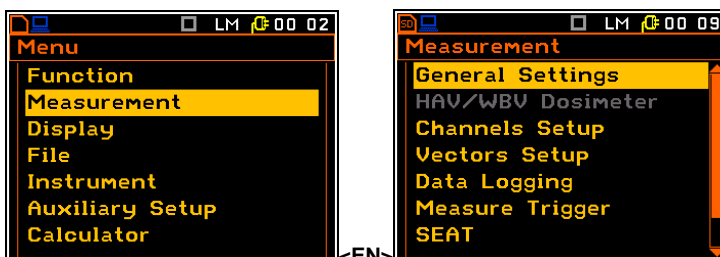 LM 00 02
Menu
Function
Measurement
Display
File
Instrument
Auxiliary Setup
Calculator
<EN>
SD LM 00 09
Measurement
General Settings
HAV/WBV Dosimeter
Channels Setup
Vectors Setup
Data Logging
Measure Trigger
SEAT